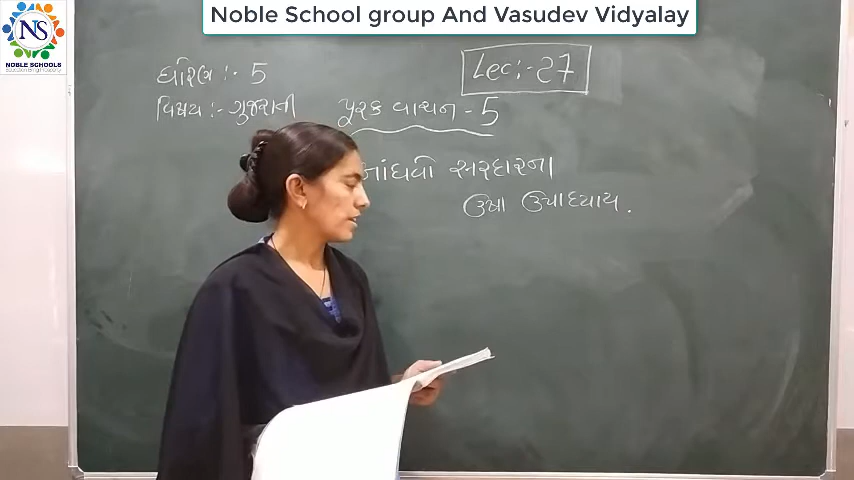 Noble School group And Vasudev Vidyalay
NS
NOBLE SCHOOLS
ધોરણ :- 5
Lec:- 27
વિષય :- ગુજરાતી
પૂરક વાચન - 5
સરદારના
ઉષા ઉપાધ્યાય.